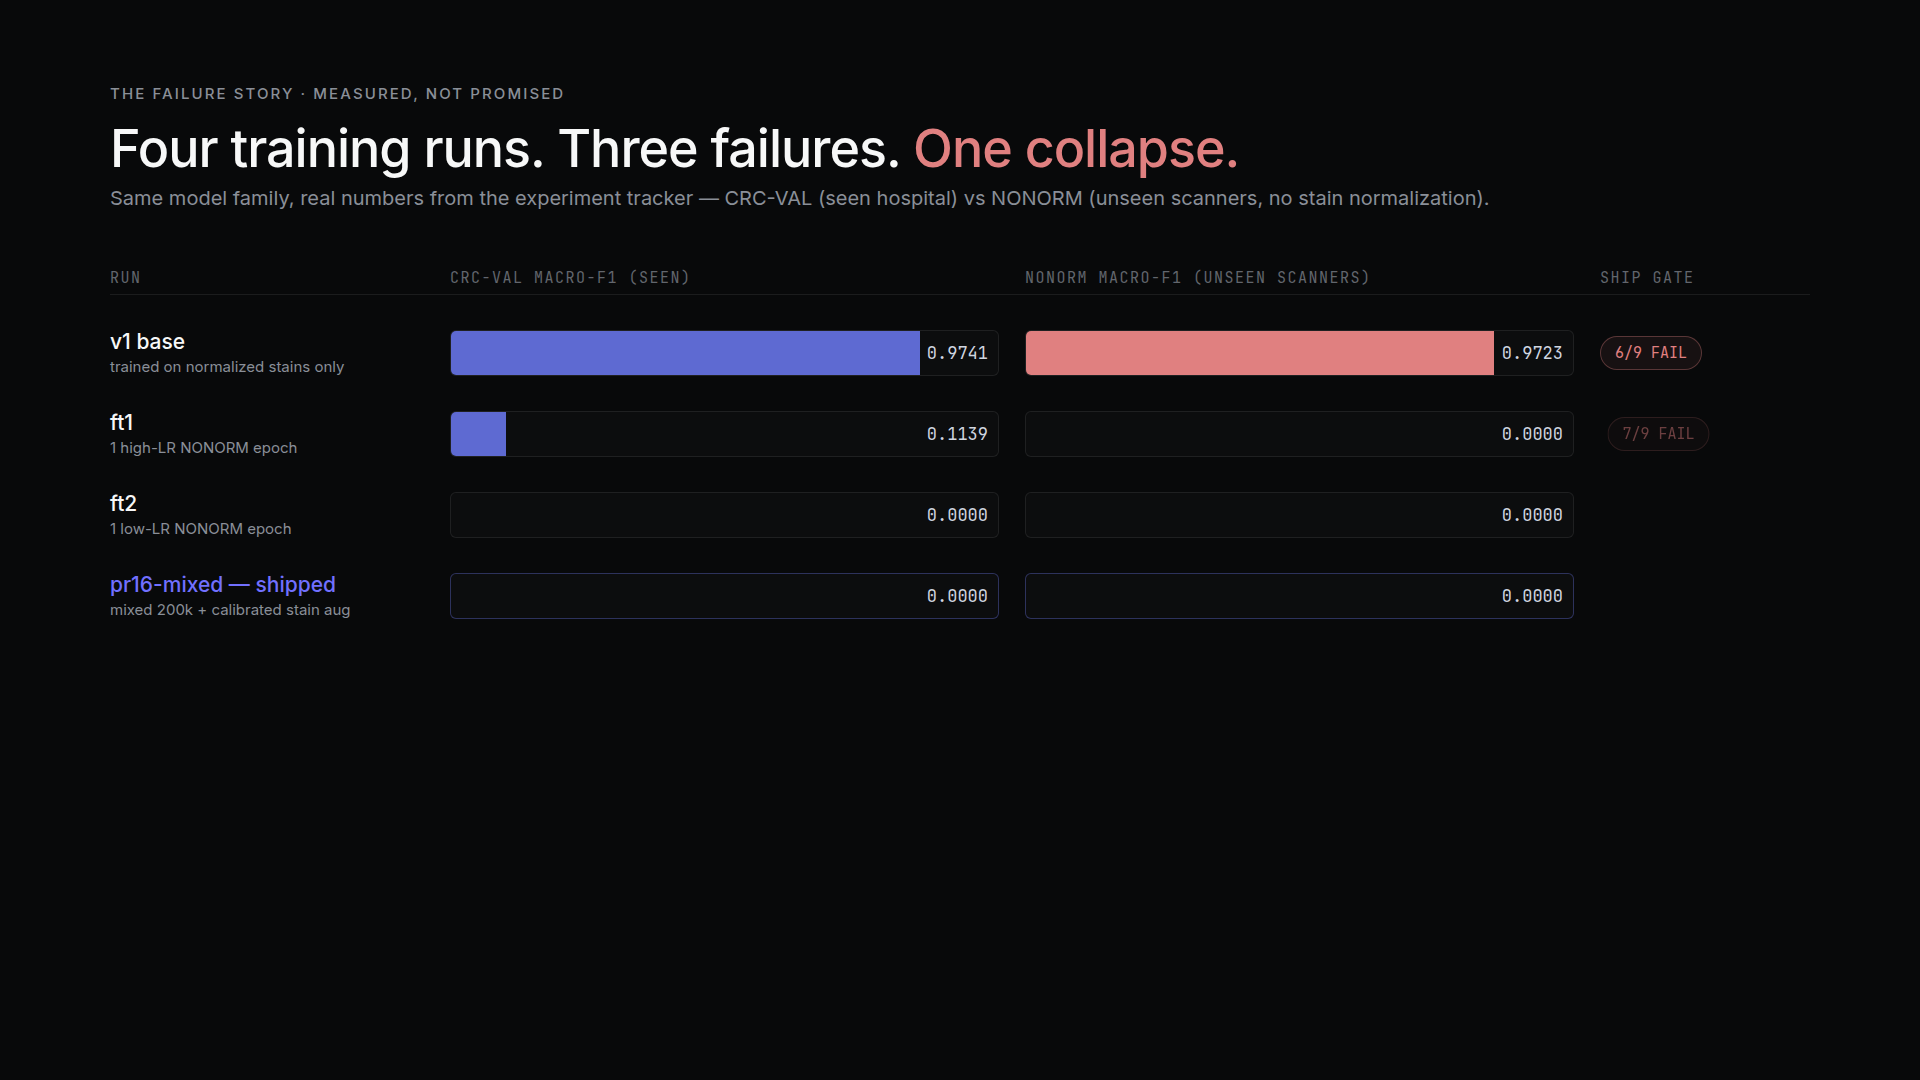 THE FAILURE STORY · MEASURED, NOT PROMISED
Four training runs. Three failures. One collapse.
Same model family, real numbers from the experiment tracker — CRC-VAL (seen hospital) vs NONORM (unseen scanners, no stain normalization).
RUN CRC-VAL MACRO-F1 (SEEN) NONORM MACRO-F1 (UNSEEN SCANNERS) SHIP GATE
v1 base
trained on normalized stains only
0.9741 0.9723 6/9 FAIL
ft1
1 high-LR NONORM epoch
0.1139 0.0000 7/9 FAIL
ft2
1 low-LR NONORM epoch
0.0000 0.0000
pr16-mixed — shipped
mixed 200k + calibrated stain aug
0.0000 0.0000